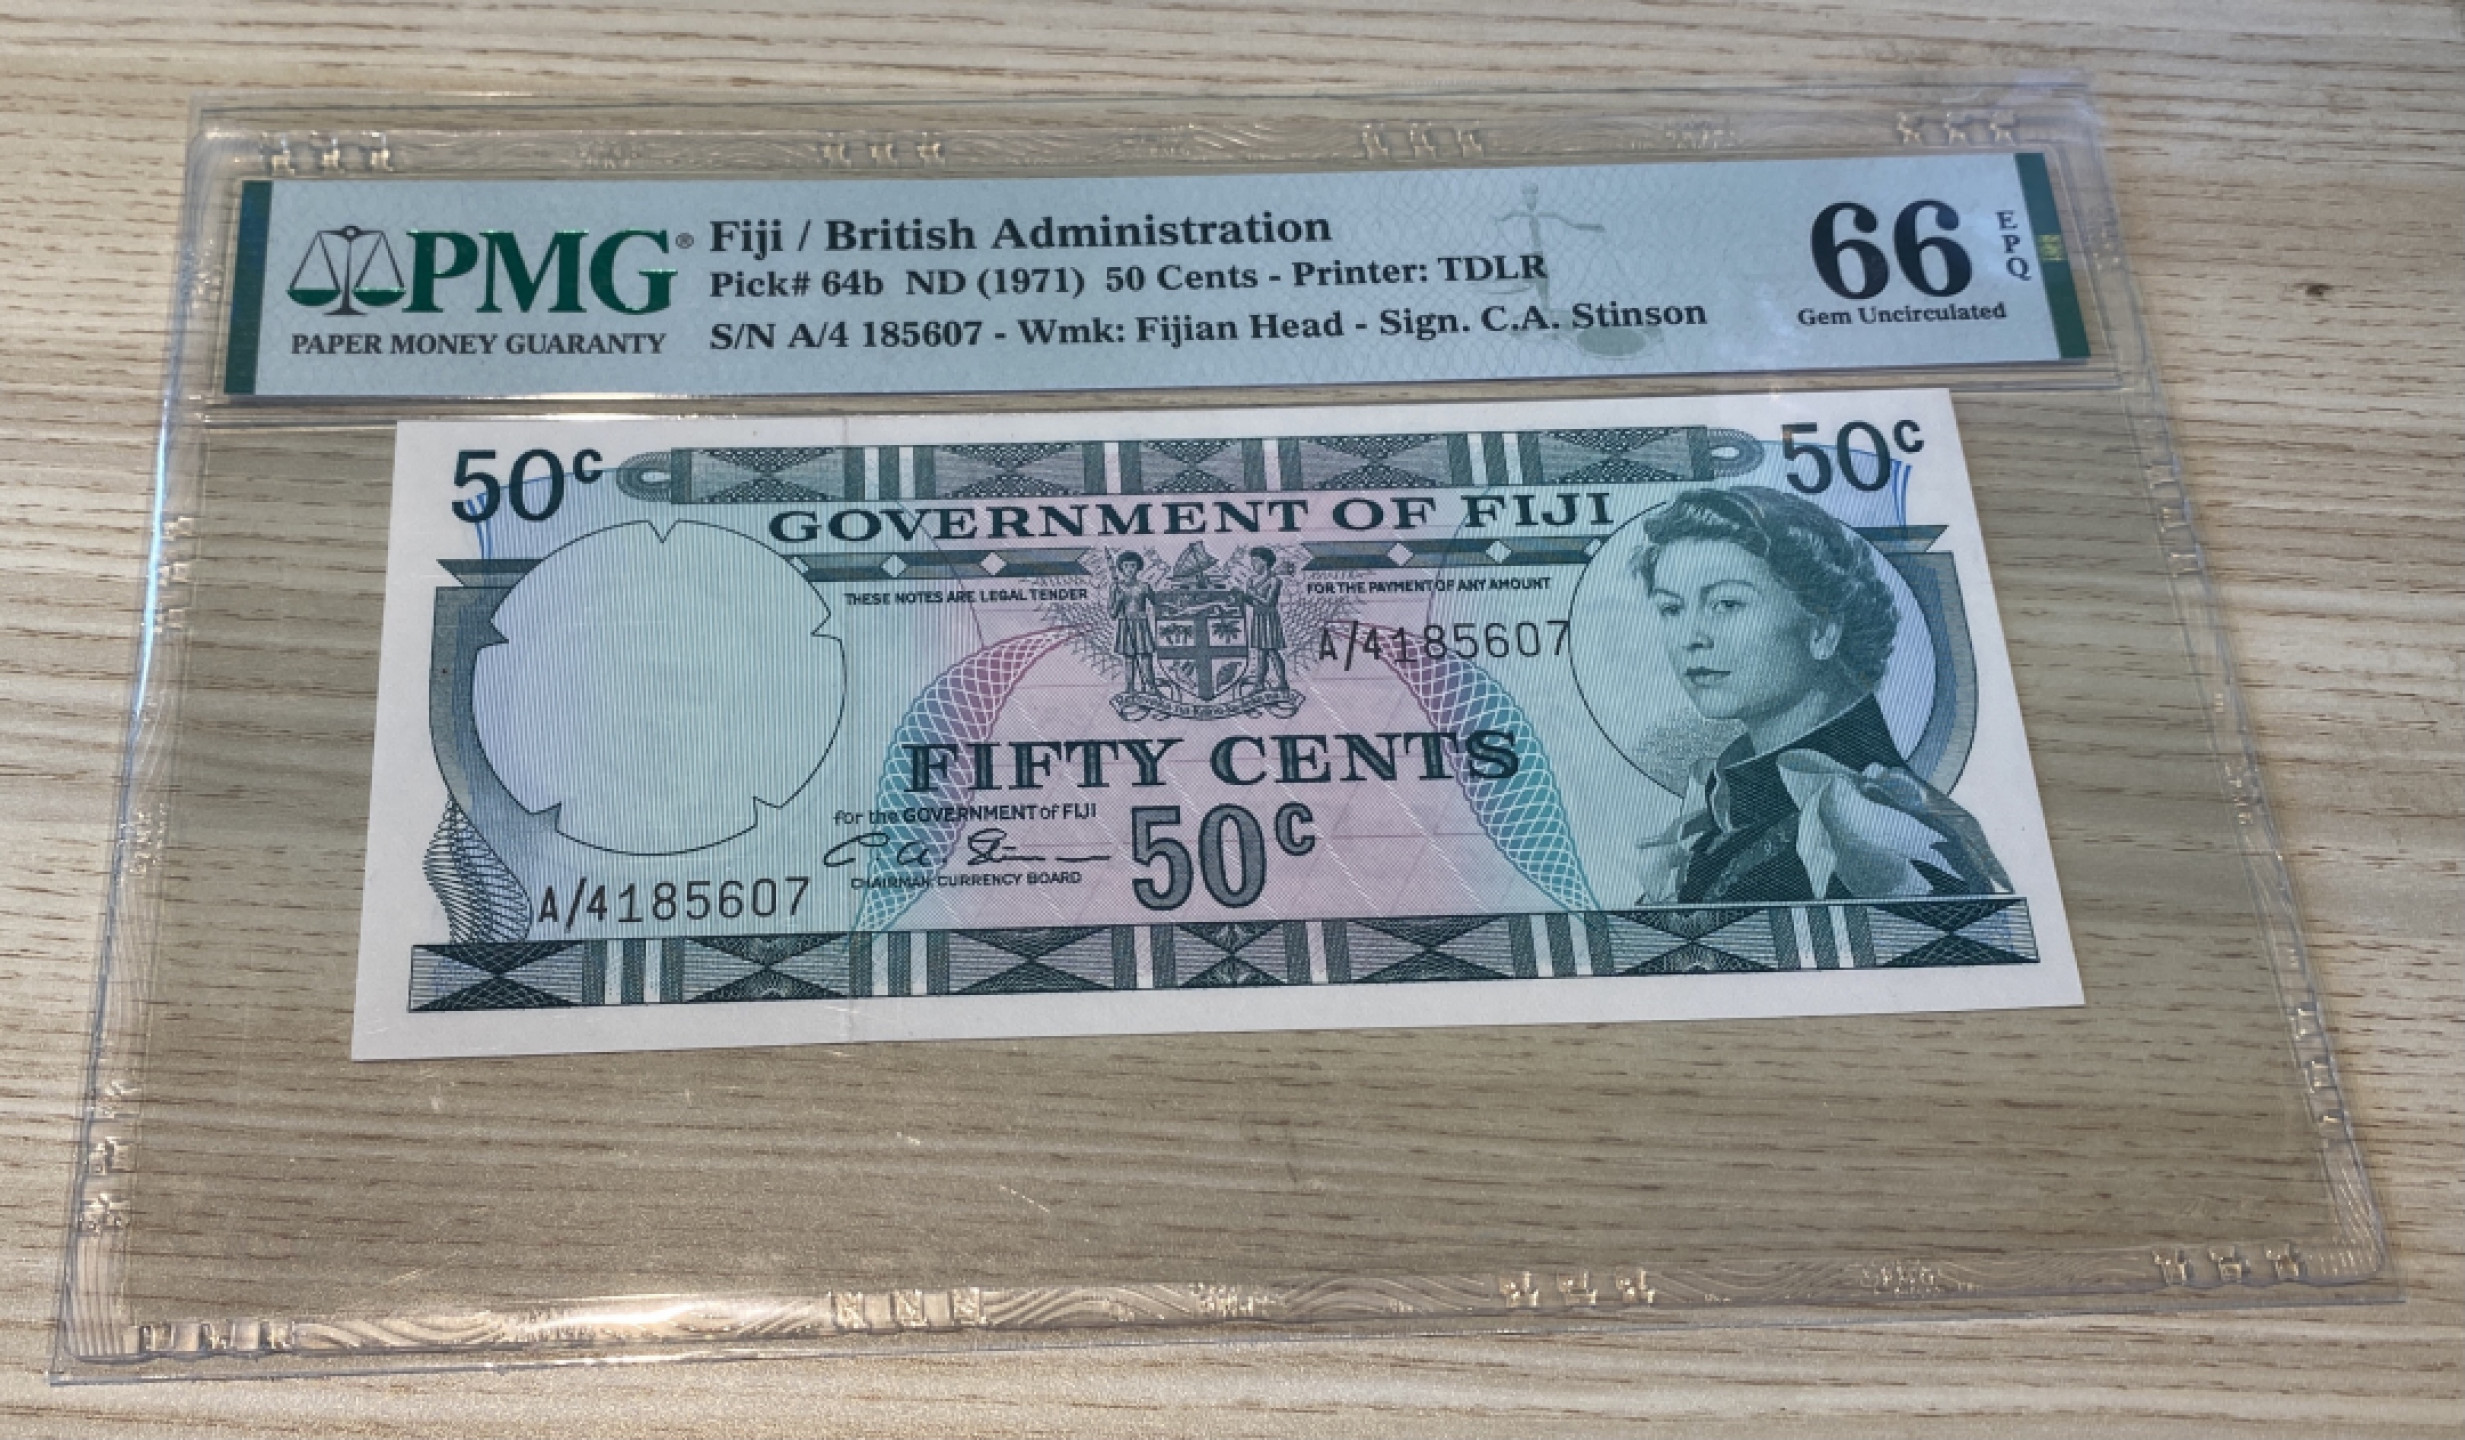 PMG®
PAPER MONEY GUARANTY
Fiji / British Administration
Pick# 64b ND (1971) 50 Cents - Printer: TDLR
S/N A/4 185607 - Wmk: Fijian Head - Sign. C.A. Stinson
66
EPQ
Gem Uncirculated
50c
50c
GOVERNMENT OF FIJI
THESE NOTES ARE LEGAL TENDER
FOR THE PAYMENT OF ANY AMOUNT
A/4185607
FIFTY CENTS
for the GOVERNMENT of FIJI
CHAIRMAN, CURRENCY BOARD
50c
A/4185607